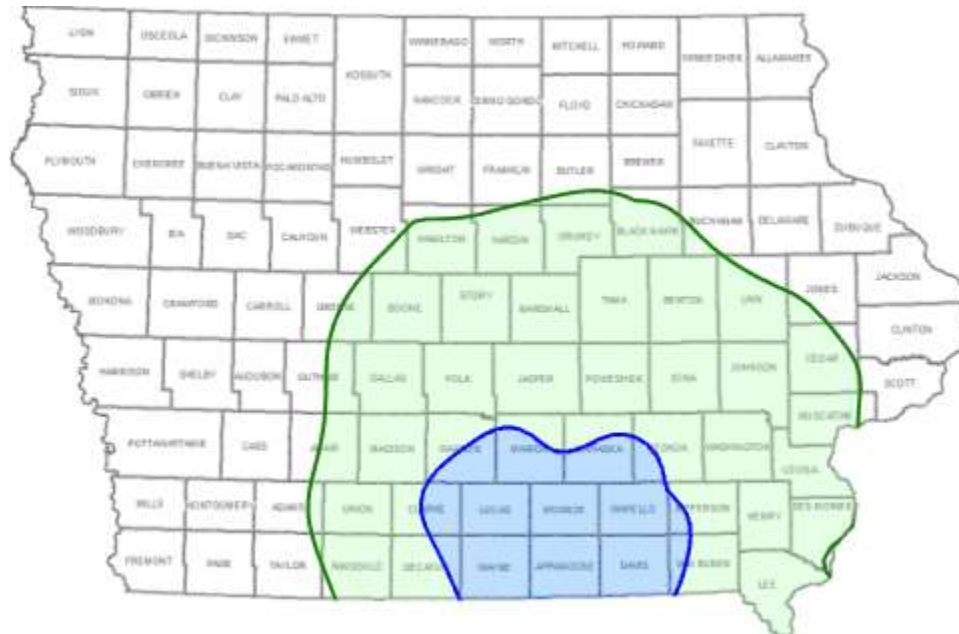 LYON OSCEOLA DICKINSON EMMET WINNEBAGO MITCHELL HOWARD
KOSSUTH WINNESHIEK ALLAMAKEE
SIOUX OBRIEN CLAY PALO ALTO HANCOCK CERRO GORDO FLOYD CHICKASAW
PLYMOUTH CHEROKEE BUENA VISTA POCAHONTAS HUMBOLDT WRIGHT FRANKLIN BUTLER BREMER FAYETTE CLAYTON
WOODBURY IDA SAC CALHOUN WEBSTER HAMILTON HARDIN GRUNDY BLACK HAWK BUCHANAN DELAWARE DUBUQUE
MONONA CRAWFORD CARROLL GREENE BOONE STORY MARSHALL TAMA BENTON LINN JONES JACKSON
CLINTON
HARRISON SHELBY AUDUBON GUTHRIE DALLAS POLK JASPER POWESHIEK IOWA JOHNSON CEDAR SCOTT
MUSCATINE
POTTAWATTAMIE CASS ADAIR MADISON WARREN MARION MAHASKA KEOKUK WASHINGTON
LOUISA
MILLS MONTGOMERY ADAMS UNION CLARKE LUCAS MONROE WAPELLO JEFFERSON HENRY DES MOINES
FREMONT PAGE TAYLOR RINGGOLD DECATUR WAYNE APPANOOSE DAVIS VAN BUREN LEE